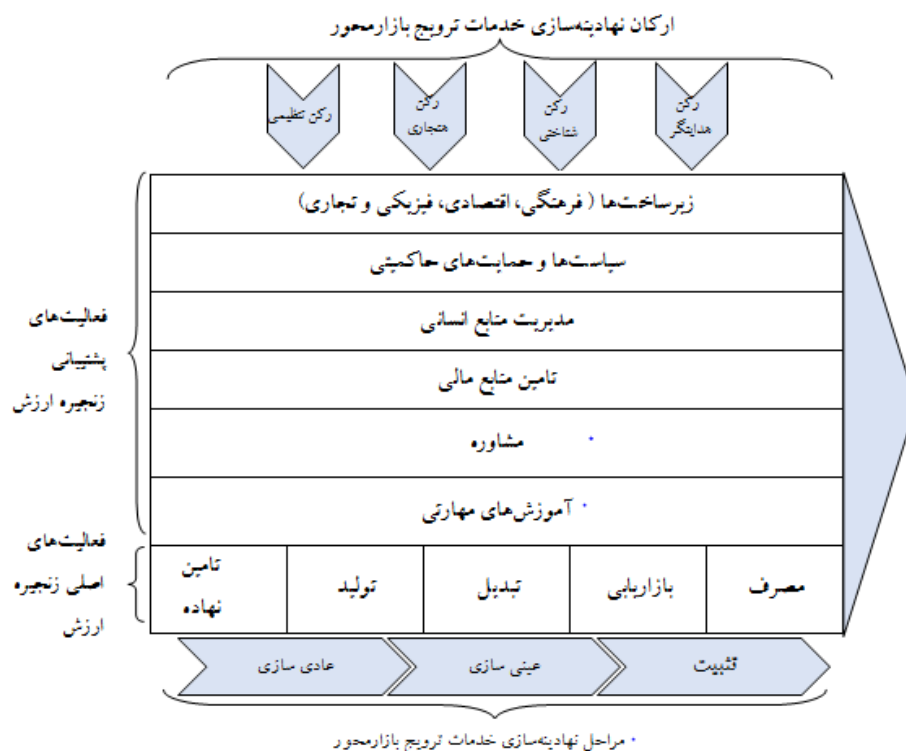 ارکان نهادینه‌سازی خدمات ترویج بازارمحور
رکن
هدایتگر
رکن
شناختی
رکن
هنجاری
رکن تنظیمی
زیرساخت‌ها ( فرهنگی، اقتصادی، فیزیکی و تجاری)
سیاست‌ها و حمایت‌های حاکمیتی
مدیریت منابع انسانی
تامین منابع مالی
مشاوره
آموزش‌های مهارتی
فعالیت‌های
پشتیبانی
زنجیره ارزش
فعالیت‌های
اصلی زنجیره
ارزش
مصرف
بازاریابی
تبدیل
تولید
تامین
نهاده
تثبیت
عینی سازی
عادی سازی
مراحل نهادینه‌سازی خدمات ترویج بازارمحور